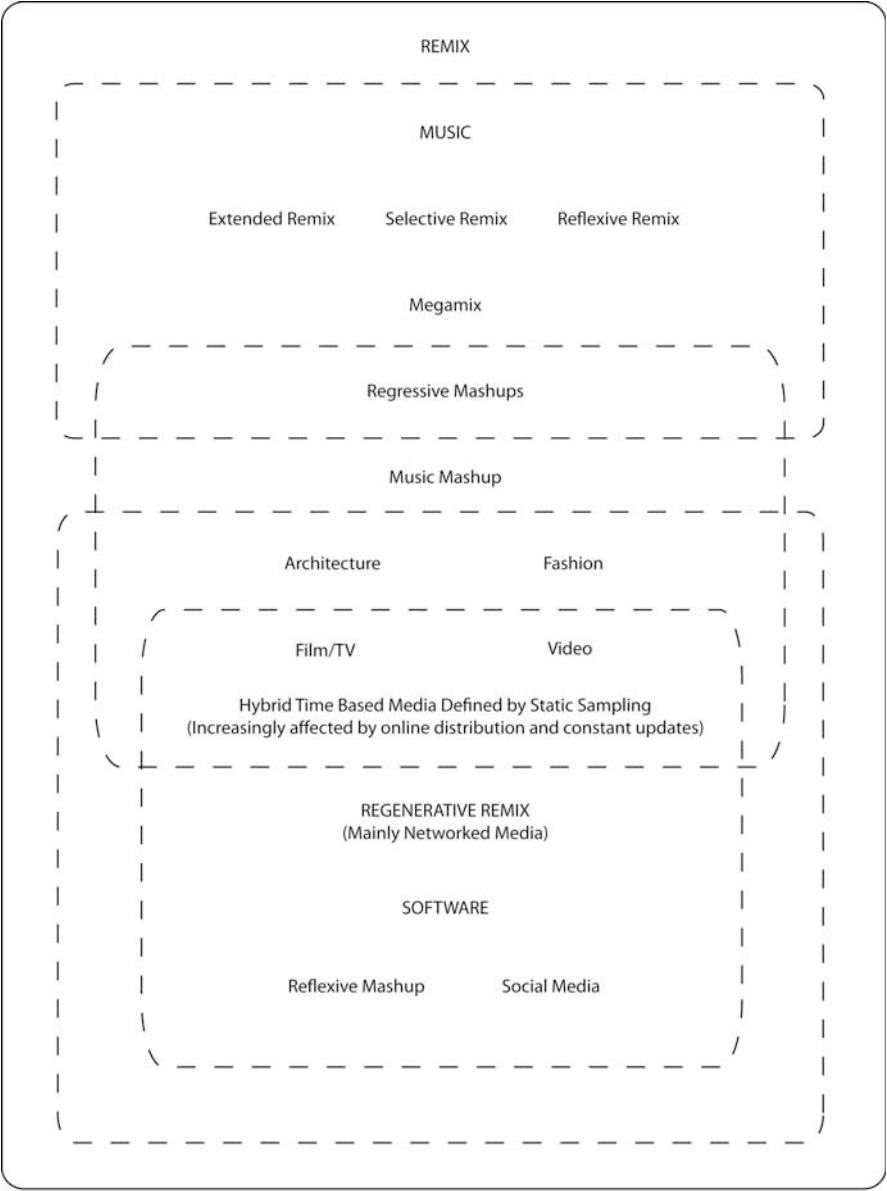 REMIX
MUSIC
Extended Remix Selective Remix Reflexive Remix
Megamix
Regressive Mashups
Music Mashup
Architecture Fashion
Film/TV Video
Hybrid Time Based Media Defined by Static Sampling
(Increasingly affected by online distribution and constant updates)
REGENERATIVE REMIX
(Mainly Networked Media)
SOFTWARE
Reflexive Mashup Social Media